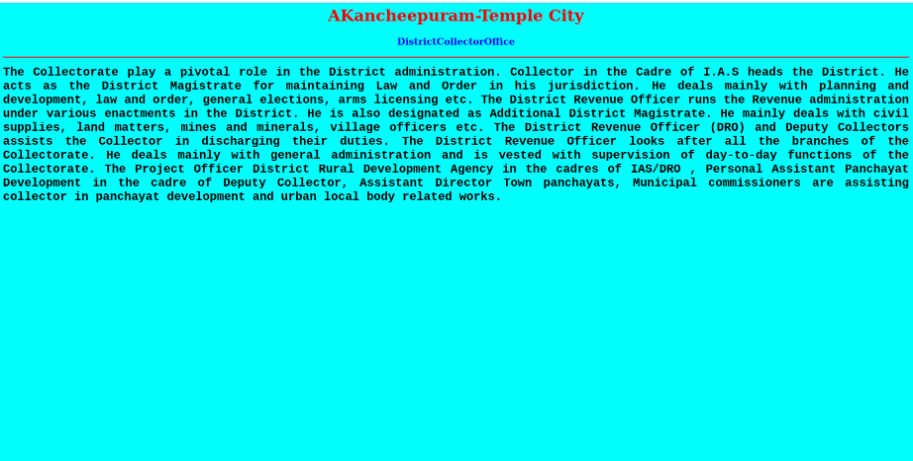 AKancheepuram-Temple City
DistrictCollectorOffice
The Collectorate play a pivotal role in the District administration. Collector in the Cadre of I.A.S heads the District. He
acts as the District Magistrate for maintaining Law and Order in his jurisdiction. He deals mainly with planning and
development, law and order, general elections, arms licensing etc. The District Revenue Officer runs the Revenue administration
under various enactments in the District. He is also designated as Additional District Magistrate. He mainly deals with civil
supplies, land matters, mines and minerals, village officers etc. The District Revenue Officer (DRO) and Deputy Collectors
assists the Collector in discharging their duties. The District Revenue Officer looks after all the branches of the
Collectorate. He deals mainly with general administration and is vested with supervision of day-to-day functions of the
Collectorate. The Project Officer District Rural Development Agency in the cadres of IAS/DRO , Personal Assistant Panchayat
Development in the cadre of Deputy Collector, Assistant Director Town panchayats, Municipal commissioners are assisting
collector in panchayat development and urban local body related works.